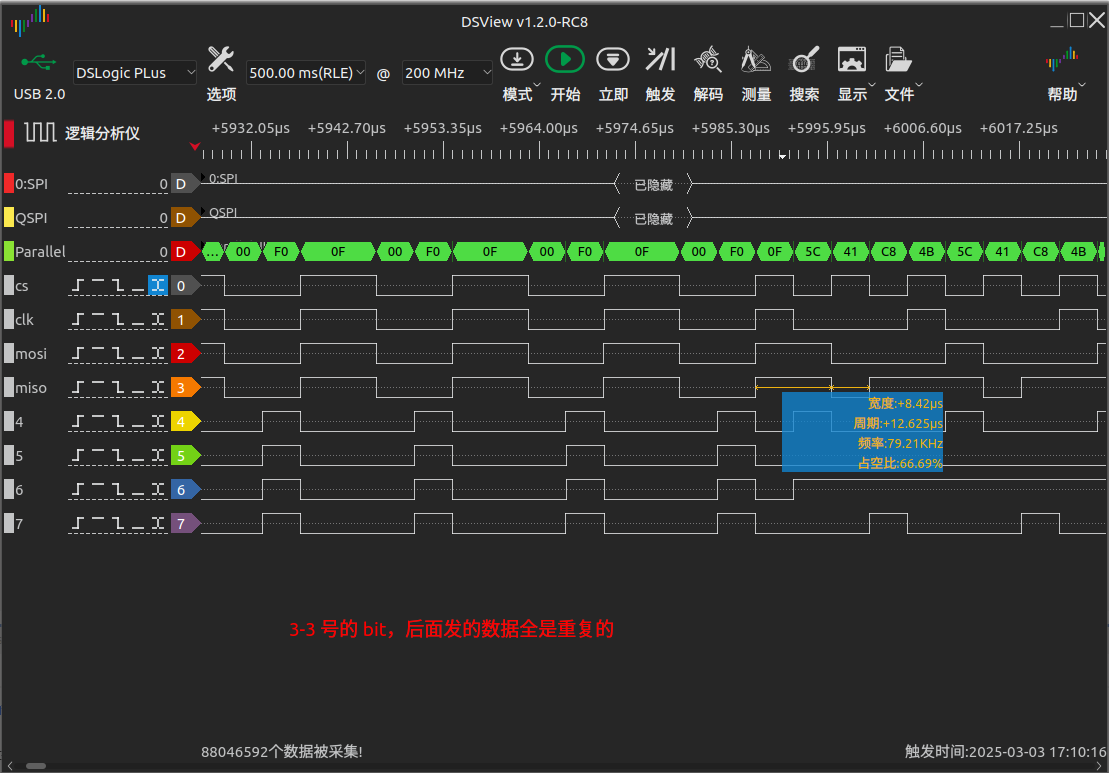 DSView v1.2.0-RC8
USB 2.0
DSLogic PLus
选项
500.00 ms(RLE)
@
200 MHz
模式
开始
立即
触发
解码
测量
搜索
显示
文件
帮助
逻辑分析仪
+5932.05μs +5942.70μs +5953.35μs +5964.00μs +5974.65μs +5985.30μs +5995.95μs +6006.60μs +6017.25μs
0:SPI 0 D 0:SPI 已隐藏
QSPI 0 D QSPI 已隐藏
Parallel 0 D ... 00 F0 0F 00 F0 0F 00 F0 0F 00 F0 0F 5C 41 C8 4B 5C 41 C8 4B
cs 0
clk 1
mosi 2
miso 3
宽度:+8.42μs
4 4
周期:+12.625μs
频率:79.21KHz
5 5
占空比:66.69%
6 6
7 7
3-3 号的 bit，后面发的数据全是重复的
88046592个数据被采集!
触发时间:2025-03-03 17:10:16